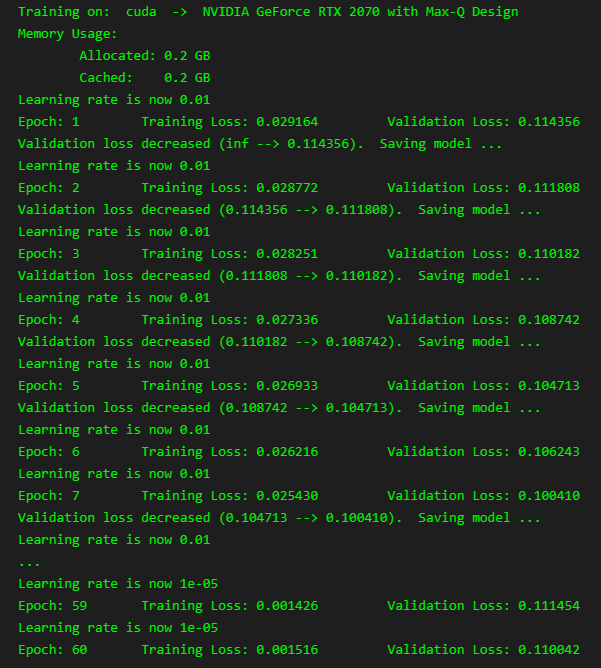 Training on:  cuda  ->  NVIDIA GeForce RTX 2070 with Max-Q Design
Memory Usage:
        Allocated: 0.2 GB
        Cached:    0.2 GB
Learning rate is now 0.01
Epoch: 1        Training Loss: 0.029164         Validation Loss: 0.114356
Validation loss decreased (inf --> 0.114356).  Saving model ...
Learning rate is now 0.01
Epoch: 2        Training Loss: 0.028772         Validation Loss: 0.111808
Validation loss decreased (0.114356 --> 0.111808).  Saving model ...
Learning rate is now 0.01
Epoch: 3        Training Loss: 0.028251         Validation Loss: 0.110182
Validation loss decreased (0.111808 --> 0.110182).  Saving model ...
Learning rate is now 0.01
Epoch: 4        Training Loss: 0.027336         Validation Loss: 0.108742
Validation loss decreased (0.110182 --> 0.108742).  Saving model ...
Learning rate is now 0.01
Epoch: 5        Training Loss: 0.026933         Validation Loss: 0.104713
Validation loss decreased (0.108742 --> 0.104713).  Saving model ...
Learning rate is now 0.01
Epoch: 6        Training Loss: 0.026216         Validation Loss: 0.106243
Learning rate is now 0.01
Epoch: 7        Training Loss: 0.025430         Validation Loss: 0.100410
Validation loss decreased (0.104713 --> 0.100410).  Saving model ...
Learning rate is now 0.01
...
Learning rate is now 1e-05
Epoch: 59       Training Loss: 0.001426         Validation Loss: 0.111454
Learning rate is now 1e-05
Epoch: 60       Training Loss: 0.001516         Validation Loss: 0.110042